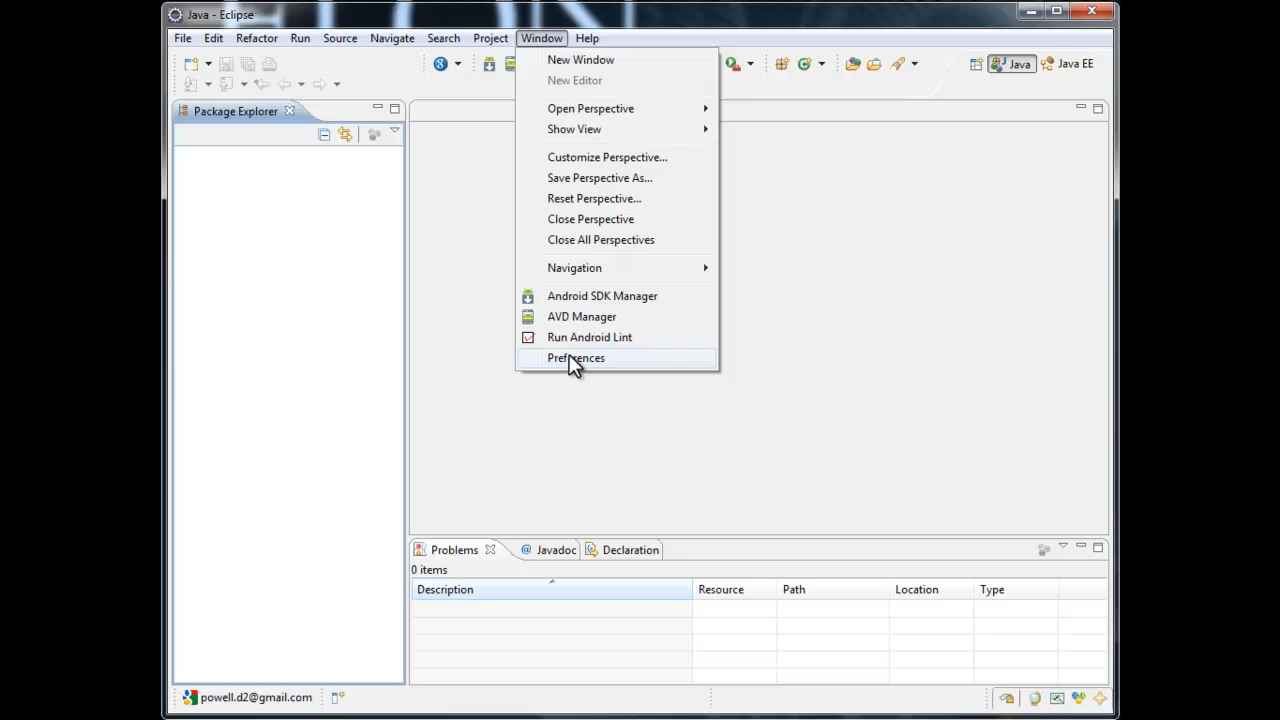 Java - Eclipse
File Edit Refactor Run Source Navigate Search Project Window Help
New Window
New Editor
Open Perspective
Show View
Customize Perspective...
Save Perspective As...
Reset Perspective...
Close Perspective
Close All Perspectives
Navigation
Android SDK Manager
AVD Manager
Run Android Lint
Preferences
Java Java EE
Package Explorer
Problems @ Javadoc Declaration
0 items
Description Resource Path Location Type
powell.d2@gmail.com